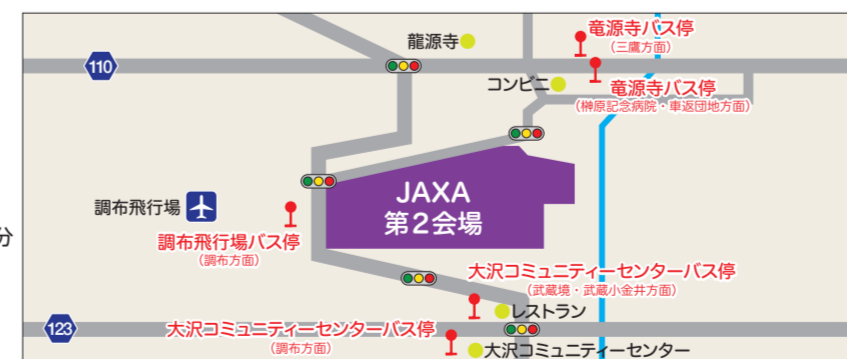 竜源寺バス停
(三鷹方面)
龍源寺
110
コンビニ
竜源寺バス停
(榊原記念病院・車返団地方面)
JAXA
第2会場
調布飛行場
分
調布飛行場バス停
(調布方面)
大沢コミュニティーセンターバス停
(武蔵境・武蔵小金井方面)
レストラン
123
大沢コミュニティーセンターバス停
(調布方面)
大沢コミュニティーセンター